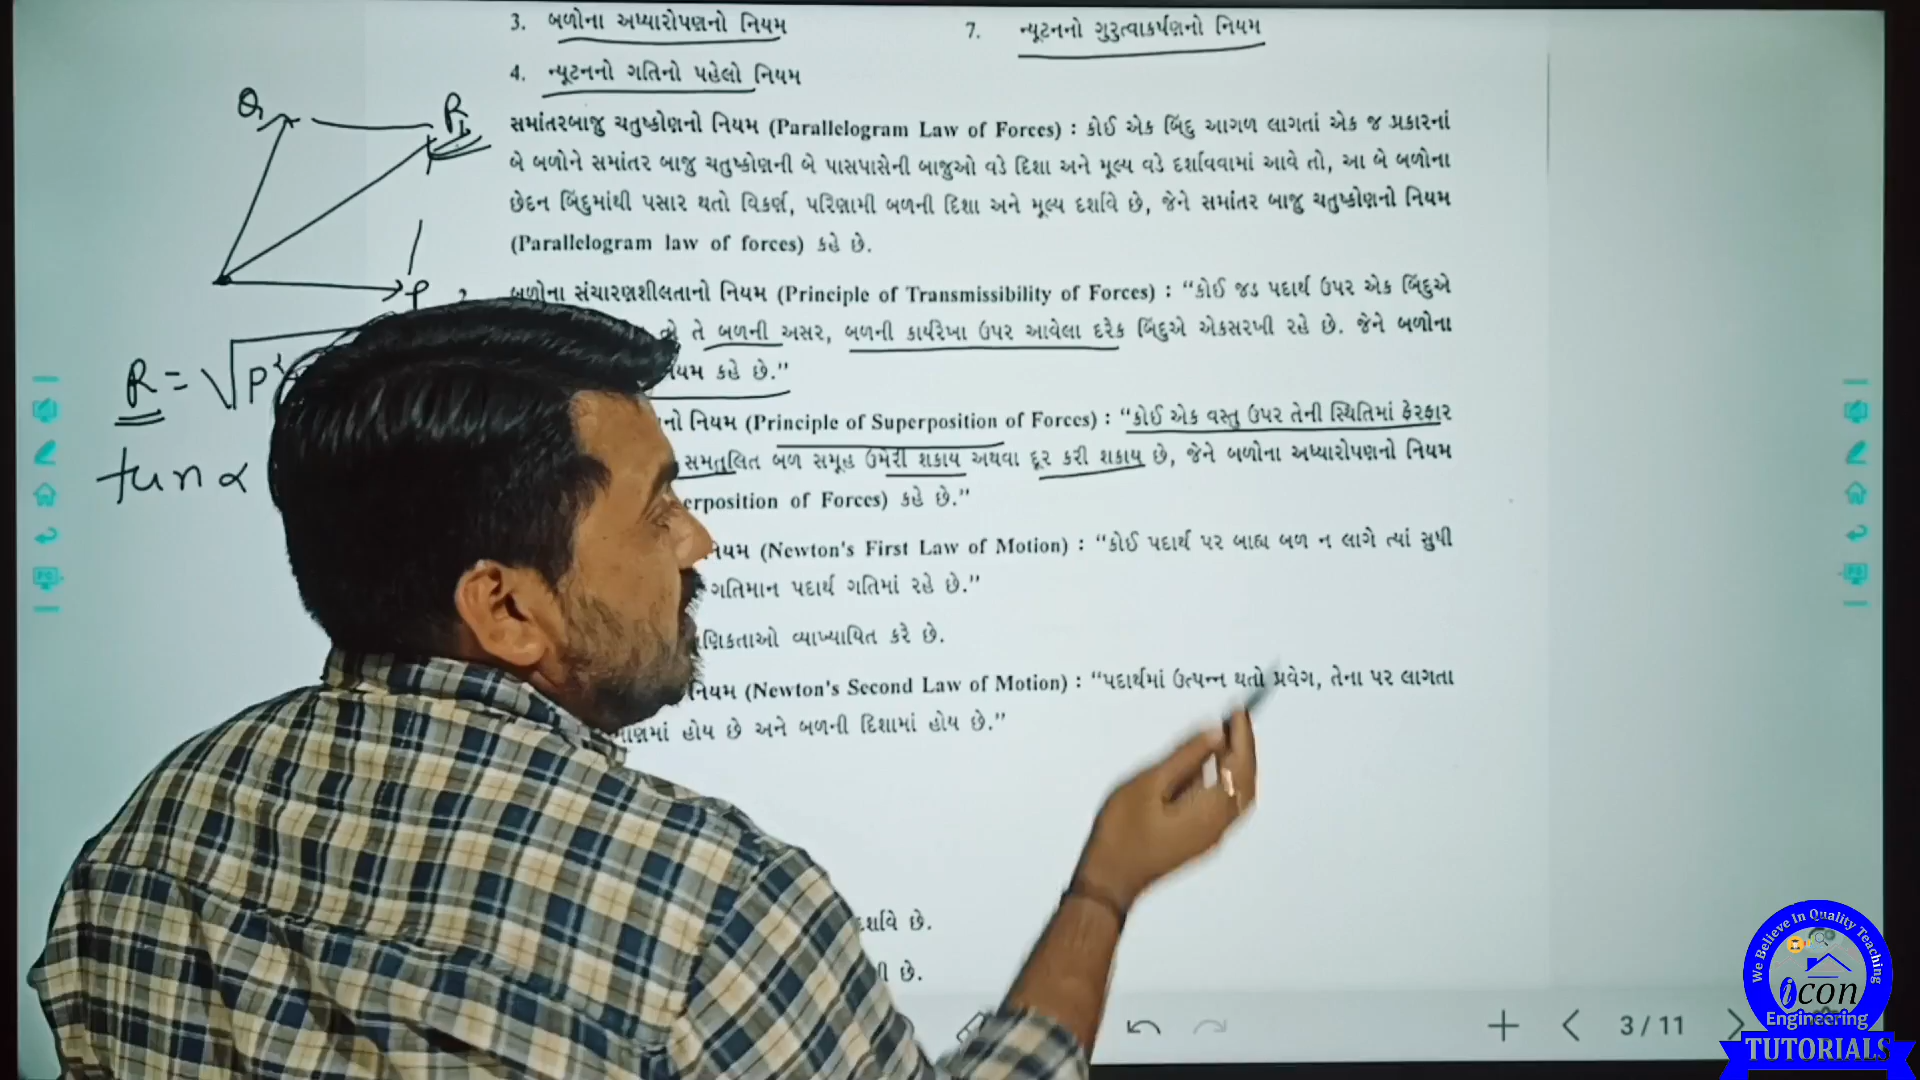 3. બળોના અધ્યારોપણનો નિયમ
7. ન્યૂટનનો ગુરુત્વાકર્ષણનો નિયમ
4. ન્યૂટનનો ગતિનો પહેલો નિયમ
Q
R
P
સમાંતરબાજુ ચતુષ્કોણનો નિયમ (Parallelogram Law of Forces) : કોઈ એક બિંદુ આગળ લાગતાં એક જ પ્રકારનાં
બે બળોને સમાંતર બાજુ ચતુષ્કોણની બે પાસપાસેની બાજુઓ વડે દિશા અને મૂલ્ય વડે દર્શાવવામાં આવે તો, આ બે બળોના
છેદન બિંદુમાંથી પસાર થતો વિકર્ણ, પરિણામી બળની દિશા અને મૂલ્ય દર્શાવે છે, જેને સમાંતર બાજુ ચતુષ્કોણનો નિયમ
(Parallelogram law of forces) કહે છે.
બળોના સંચારણશીલતાનો નિયમ (Principle of Transmissibility of Forces) : “કોઈ જડ પદાર્થ ઉપર એક બિંદુએ
તો તે બળની અસર, બળની કાર્યરેખા ઉપર આવેલા દરેક બિંદુએ એકસરખી રહે છે. જેને બળોના
નિયમ કહે છે.”
R = √P²
tan α
નિયમ (Principle of Superposition of Forces) : “કોઈ એક વસ્તુ ઉપર તેની સ્થિતિમાં ફેરફાર
સમતુલિત બળ સમૂહ ઉમેરી શકાય અથવા દૂર કરી શકાય છે, જેને બળોના અધ્યારોપણનો નિયમ
of Forces) કહે છે.”
(Newton's First Law of Motion) : “કોઈ પદાર્થ પર બાહ્ય બળ ન લાગે ત્યાં સુધી
ગતિમાન પદાર્થ ગતિમાં રહે છે.”
વ્યાખ્યાયિત કરે છે.
નિયમ (Newton's Second Law of Motion) : “પદાર્થમાં ઉત્પન્ન થતો પ્રવેગ, તેના પર લાગતા
હોય છે અને બળની દિશામાં હોય છે.”
છે.
છે.
3 / 11
We Believe In Quality Teaching
icon
Engineering
TUTORIALS